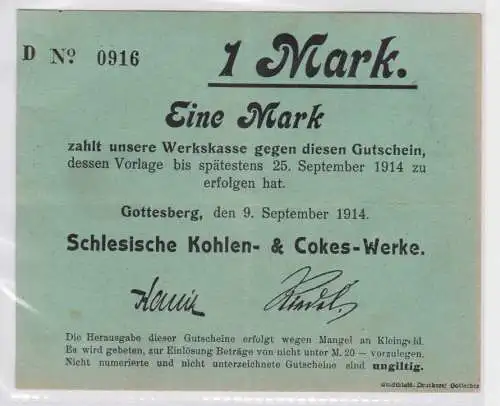 D No. 0916
1 Mark.
Eine Mark
zahlt unsere Werkskasse gegen diesen Gutschein,
dessen Vorlage bis spätestens 25. September 1914 zu
erfolgen hat.
Gottesberg, den 9. September 1914.
Schlesische Kohlen- & Cokes-Werke.
Die Herausgabe dieser Gutscheine erfolgt wegen Mangel an Kleingeld.
Es wird gebeten, zur Einlösung Beträge von nicht unter M. 20 — vorzulegen.
Nicht numerierte und nicht unterzeichnete Gutscheine sind ungiltig.
Druckerei Gottesberg